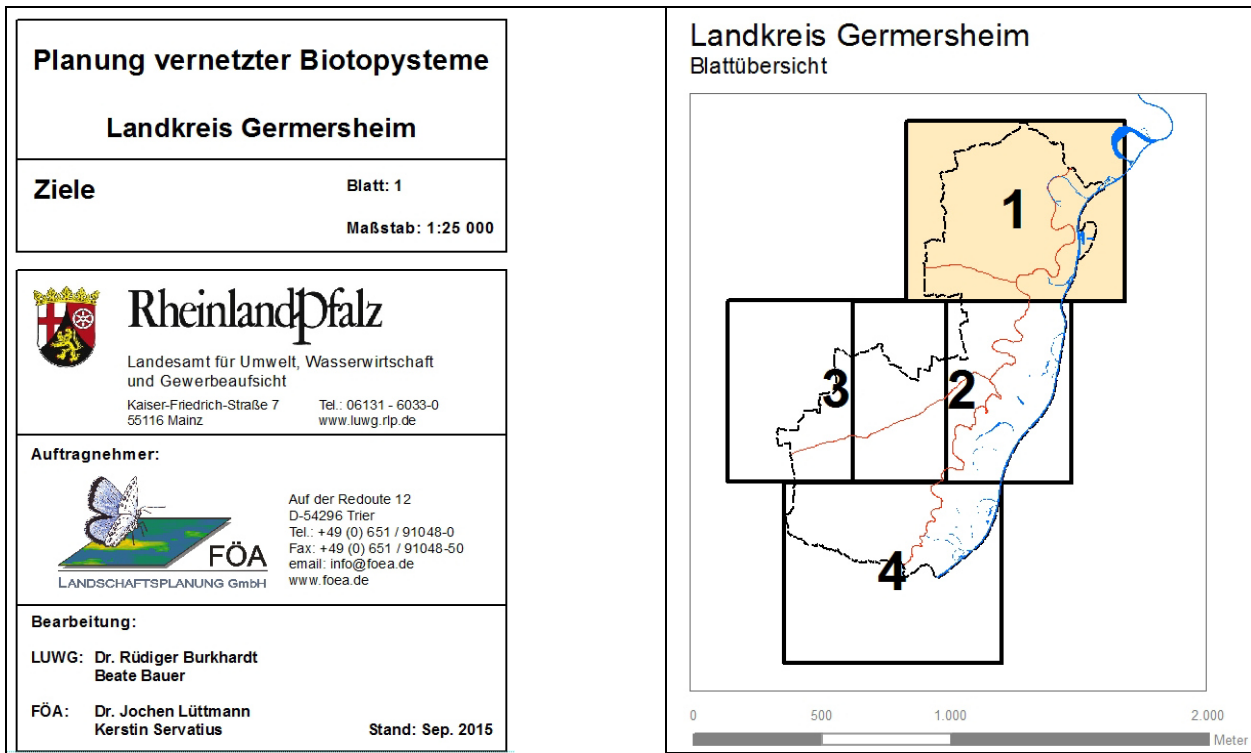 Planung vernetzter Biotopysteme
Landkreis Germersheim
Ziele
Blatt: 1
Maßstab: 1:25 000
RheinlandPfalz
Landesamt für Umwelt, Wasserwirtschaft
und Gewerbeaufsicht
Kaiser-Friedrich-Straße 7 Tel.: 06131 - 6033-0
55116 Mainz www.luwg.rlp.de
Auftragnehmer:
FÖA
LANDSCHAFTSPLANUNG GmbH
Auf der Redoute 12
D-54296 Trier
Tel.: +49 (0) 651 / 91048-0
Fax: +49 (0) 651 / 91048-50
email: info@foea.de
www.foea.de
Bearbeitung:
LUWG: Dr. Rüdiger Burkhardt
Beate Bauer
FÖA: Dr. Jochen Lüttmann
Kerstin Servatius Stand: Sep. 2015
Landkreis Germersheim
Blattübersicht
1
3
2
4
0 500 1.000 2.000
Meter